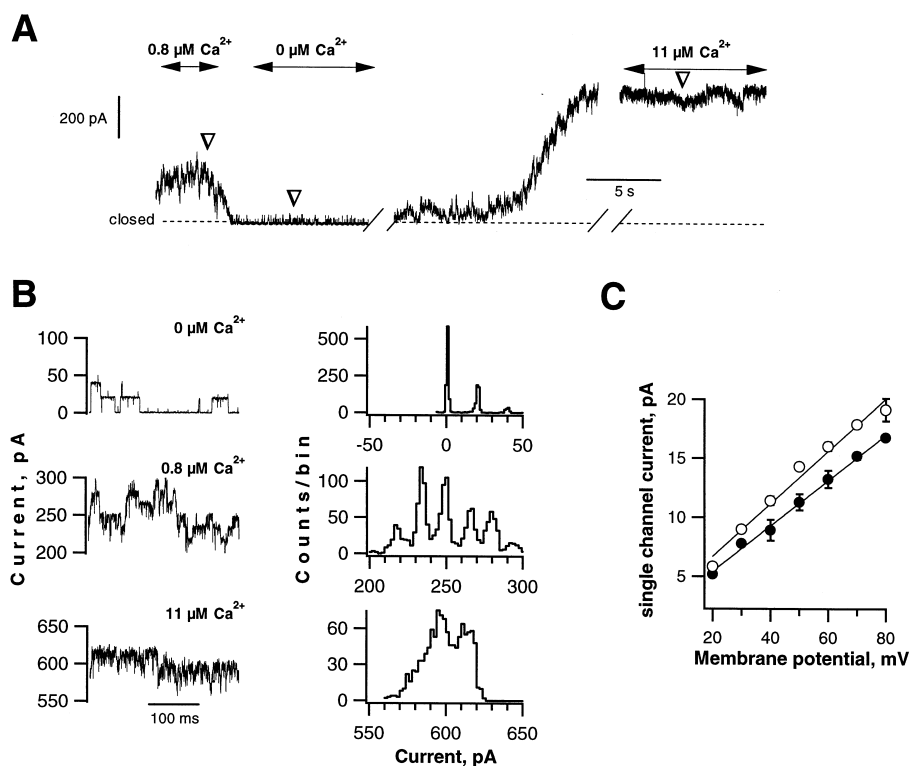 A
0.8 µM Ca²⁺ 0 µM Ca²⁺ 11 µM Ca²⁺
200 pA
5 s
closed
B
0 µM Ca²⁺
100
50
0
500
250
0
-50 0 50
0.8 µM Ca²⁺
300
250
200
100
50
0
200 250 300
11 µM Ca²⁺
650
600
550
60
30
0
550 600 650
100 ms
Current, pA
Counts/bin
Current, pA
C
20
15
10
5
20 40 60 80
single channel current, pA
Membrane potential, mV